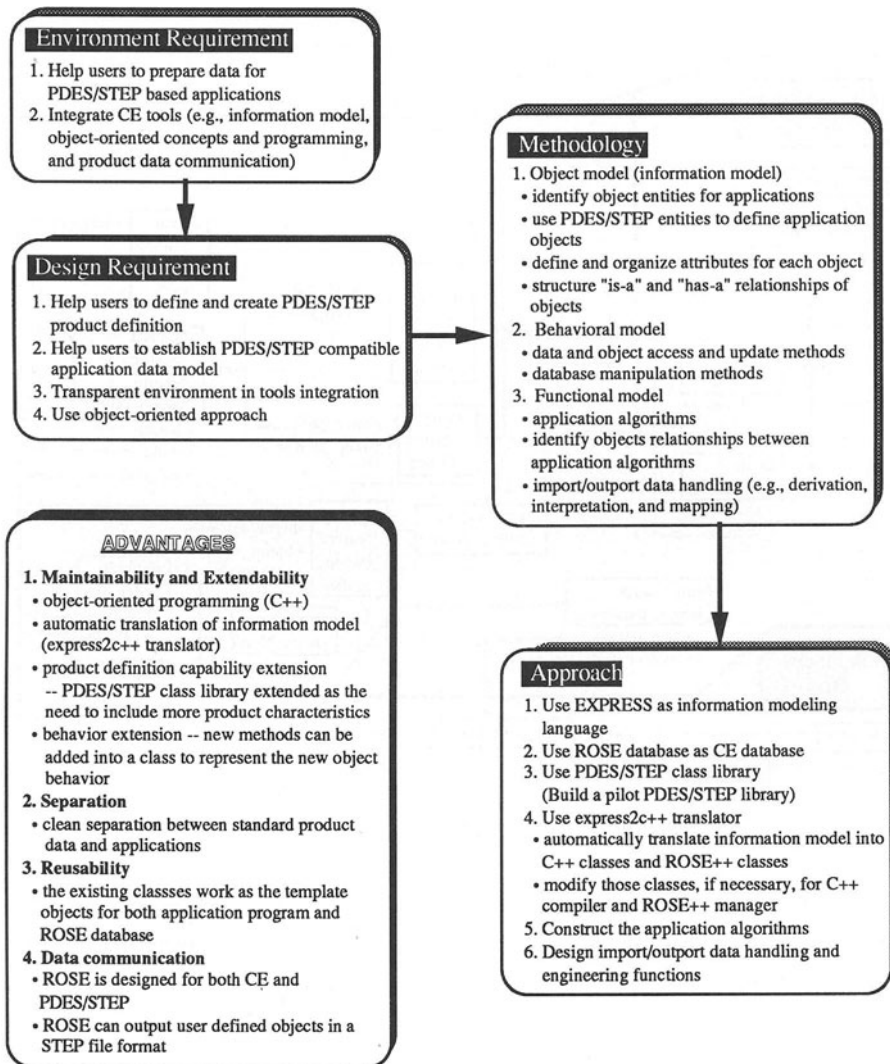 Environment Requirement
1. Help users to prepare data for
PDES/STEP based applications
2. Integrate CE tools (e.g., information model,
object-oriented concepts and programming,
and product data communication)
Design Requirement
1. Help users to define and create PDES/STEP
product definition
2. Help users to establish PDES/STEP compatible
application data model
3. Transparent environment in tools integration
4. Use object-oriented approach
Methodology
1. Object model (information model)
• identify object entities for applications
• use PDES/STEP entities to define application
objects
• define and organize attributes for each object
• structure "is-a" and "has-a" relationships of
objects
2. Behavioral model
• data and object access and update methods
• database manipulation methods
3. Functional model
• application algorithms
• identify objects relationships between
application algorithms
• import/outport data handling (e.g., derivation,
interpretation, and mapping)
ADVANTAGES
1. Maintainability and Extendability
• object-oriented programming (C++)
• automatic translation of information model
(express2c++ translator)
• product definition capability extension
-- PDES/STEP class library extended as the
need to include more product characteristics
• behavior extension -- new methods can be
added into a class to represent the new object
behavior
2. Separation
• clean separation between standard product
data and applications
3. Reusability
• the existing classses work as the template
objects for both application program and
ROSE database
4. Data communication
• ROSE is designed for both CE and
PDES/STEP
• ROSE can output user defined objects in a
STEP file format
Approach
1. Use EXPRESS as information modeling
language
2. Use ROSE database as CE database
3. Use PDES/STEP class library
(Build a pilot PDES/STEP library)
4. Use express2c++ translator
• automatically translate information model into
C++ classes and ROSE++ classes
• modify those classes, if necessary, for C++
compiler and ROSE++ manager
5. Construct the application algorithms
6. Design import/outport data handling and
engineering functions